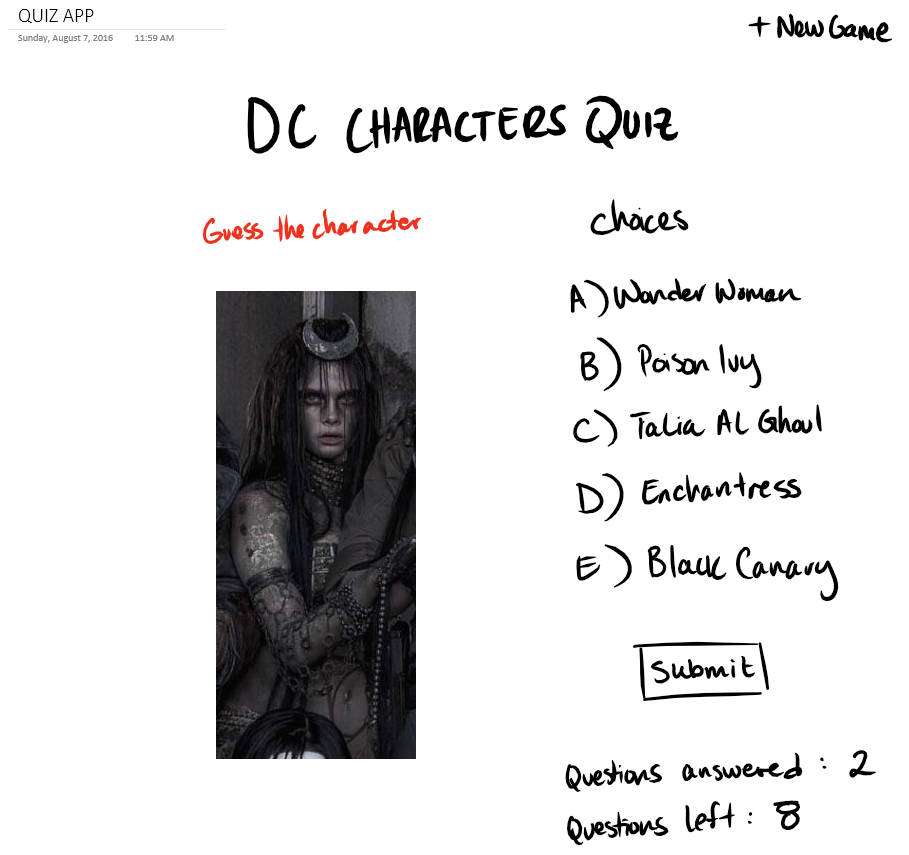 QUIZ APP
Sunday, August 7, 2016 11:59 AM
+ New Game
DC CHARACTERS QUIZ
Guess the character
Choices
A) Wonder Woman
B) Poison Ivy
C) Talia AL Ghoul
D) Enchantress
E) Black Canary
Submit
Questions answered : 2
Questions left : 8